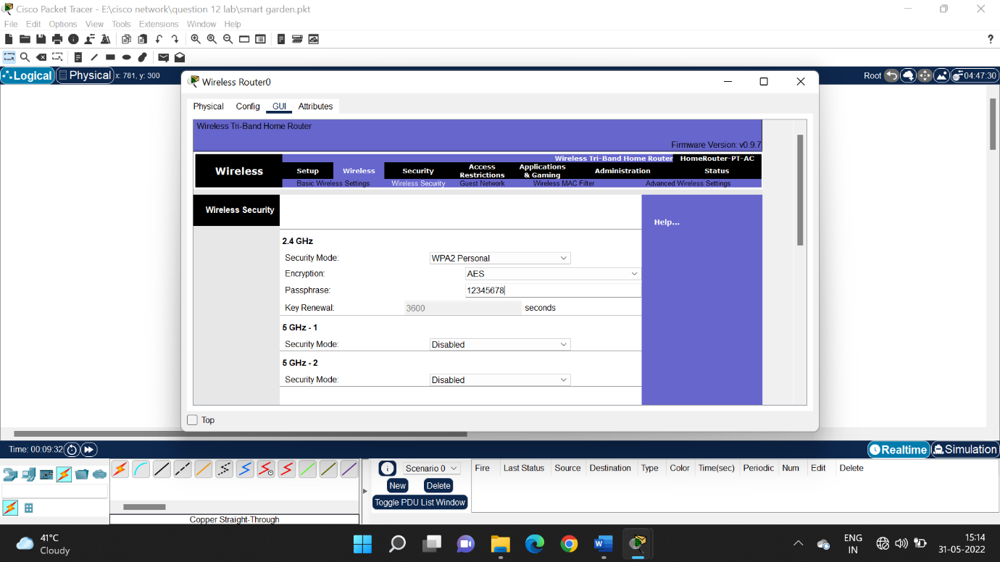 Cisco Packet Tracer - E:\cisco network\question 12 lab\smart garden.pkt
File Edit Options View Tools Extensions Window Help
?
Logical Physical x: 781, y: 300 Root 04:47:30
Wireless Router0
Physical Config GUI Attributes
Wireless Tri-Band Home Router
Firmware Version: v0.9.7
Wireless Tri-Band Home Router HomeRouter-PT-AC
Wireless Setup Wireless Security Access Restrictions Applications & Gaming Administration Status
Basic Wireless Settings Wireless Security Guest Network Wireless MAC Filter Advanced Wireless Settings
Wireless Security
Help...
2.4 GHz
Security Mode: WPA2 Personal
Encryption: AES
Passphrase: 12345678
Key Renewal: 3600 seconds
5 GHz - 1
Security Mode: Disabled
5 GHz - 2
Security Mode: Disabled
Top
Time: 00:09:32 Realtime Simulation
Scenario 0 Fire Last Status Source Destination Type Color Time(sec) Periodic Num Edit Delete
New Delete
Toggle PDU List Window
Copper Straight-Through
41°C
Cloudy
ENG
IN
15:14
31-05-2022